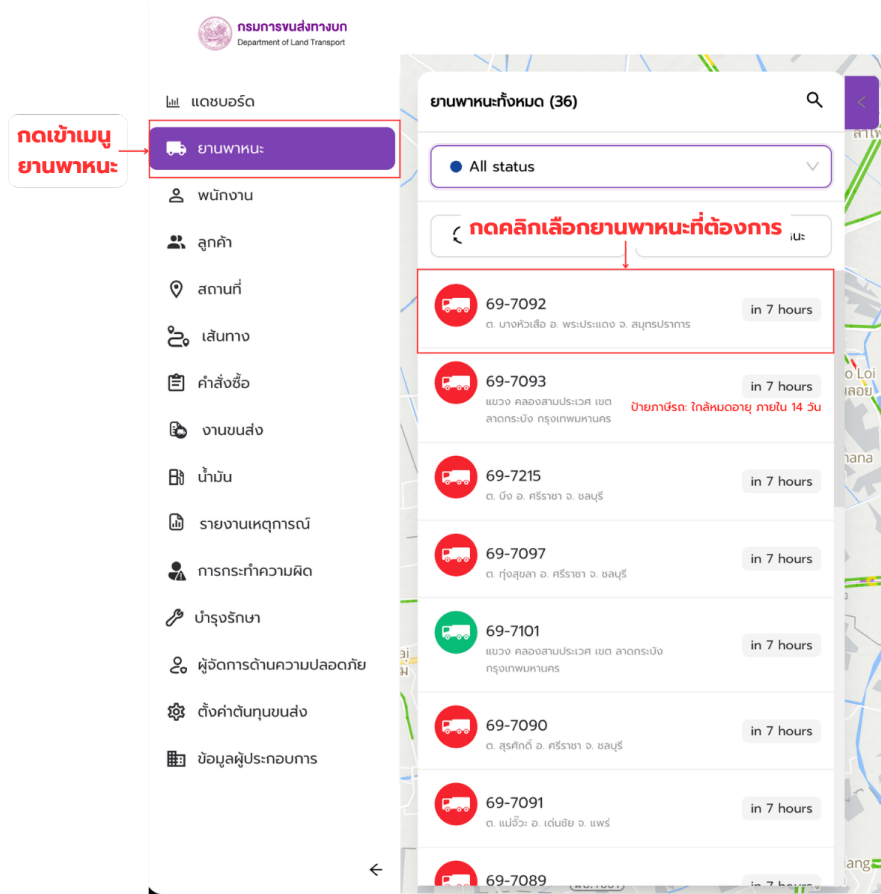 กรมการขนส่งทางบก
Department of Land Transport
แดชบอร์ด
กดเข้าเมนู
ยานพาหนะ
ยานพาหนะ
พนักงาน
ลูกค้า
สถานที่
เส้นทาง
คำสั่งซื้อ
งานขนส่ง
น้ำมัน
รายงานเหตุการณ์
การกระทำความผิด
บำรุงรักษา
ผู้จัดการด้านความปลอดภัย
ตั้งค่าต้นทุนขนส่ง
ข้อมูลผู้ประกอบการ
ยานพาหนะทั้งหมด (36)
All status
กดคลิกเลือกยานพาหนะที่ต้องการ
69-7092
in 7 hours
ต. บางหัวเสือ อ. พระประแดง จ. สมุทรปราการ
69-7093
in 7 hours
แขวง คลองสามประเวศ เขต
ลาดกระบัง กรุงเทพมหานคร
ป้ายภาษีรถ: ใกล้หมดอายุ ภายใน 14 วัน
69-7215
in 7 hours
ต. บึง อ. ศรีราชา จ. ชลบุรี
69-7097
in 7 hours
ต. ทุ่งสุขลา อ. ศรีราชา จ. ชลบุรี
69-7101
in 7 hours
แขวง คลองสามประเวศ เขต ลาดกระบัง
กรุงเทพมหานคร
69-7090
in 7 hours
ต. สุรศักดิ์ อ. ศรีราชา จ. ชลบุรี
69-7091
in 7 hours
ต. แม่จั๊วะ อ. เด่นชัย จ. แพร่
69-7089
in 7 hours